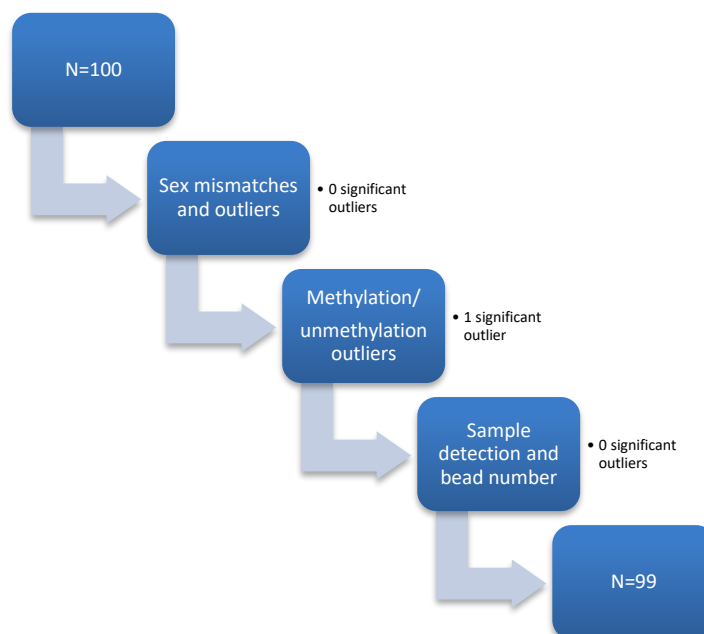 N=100
Sex mismatches
and outliers
• 0 significant
outliers
Methylation/
unmethylation
outliers
• 1 significant
outlier
Sample
detection and
bead number
• 0 significant
outliers
N=99